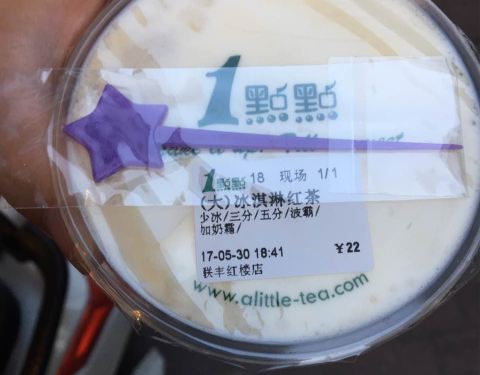 1點點
1點點 18 现场 1/1
(大)冰淇淋红茶
少冰/三分/五分/波霸/
加奶霜/
17-05-30 18:41 ¥22
联丰红楼店
www.alittle-tea.com